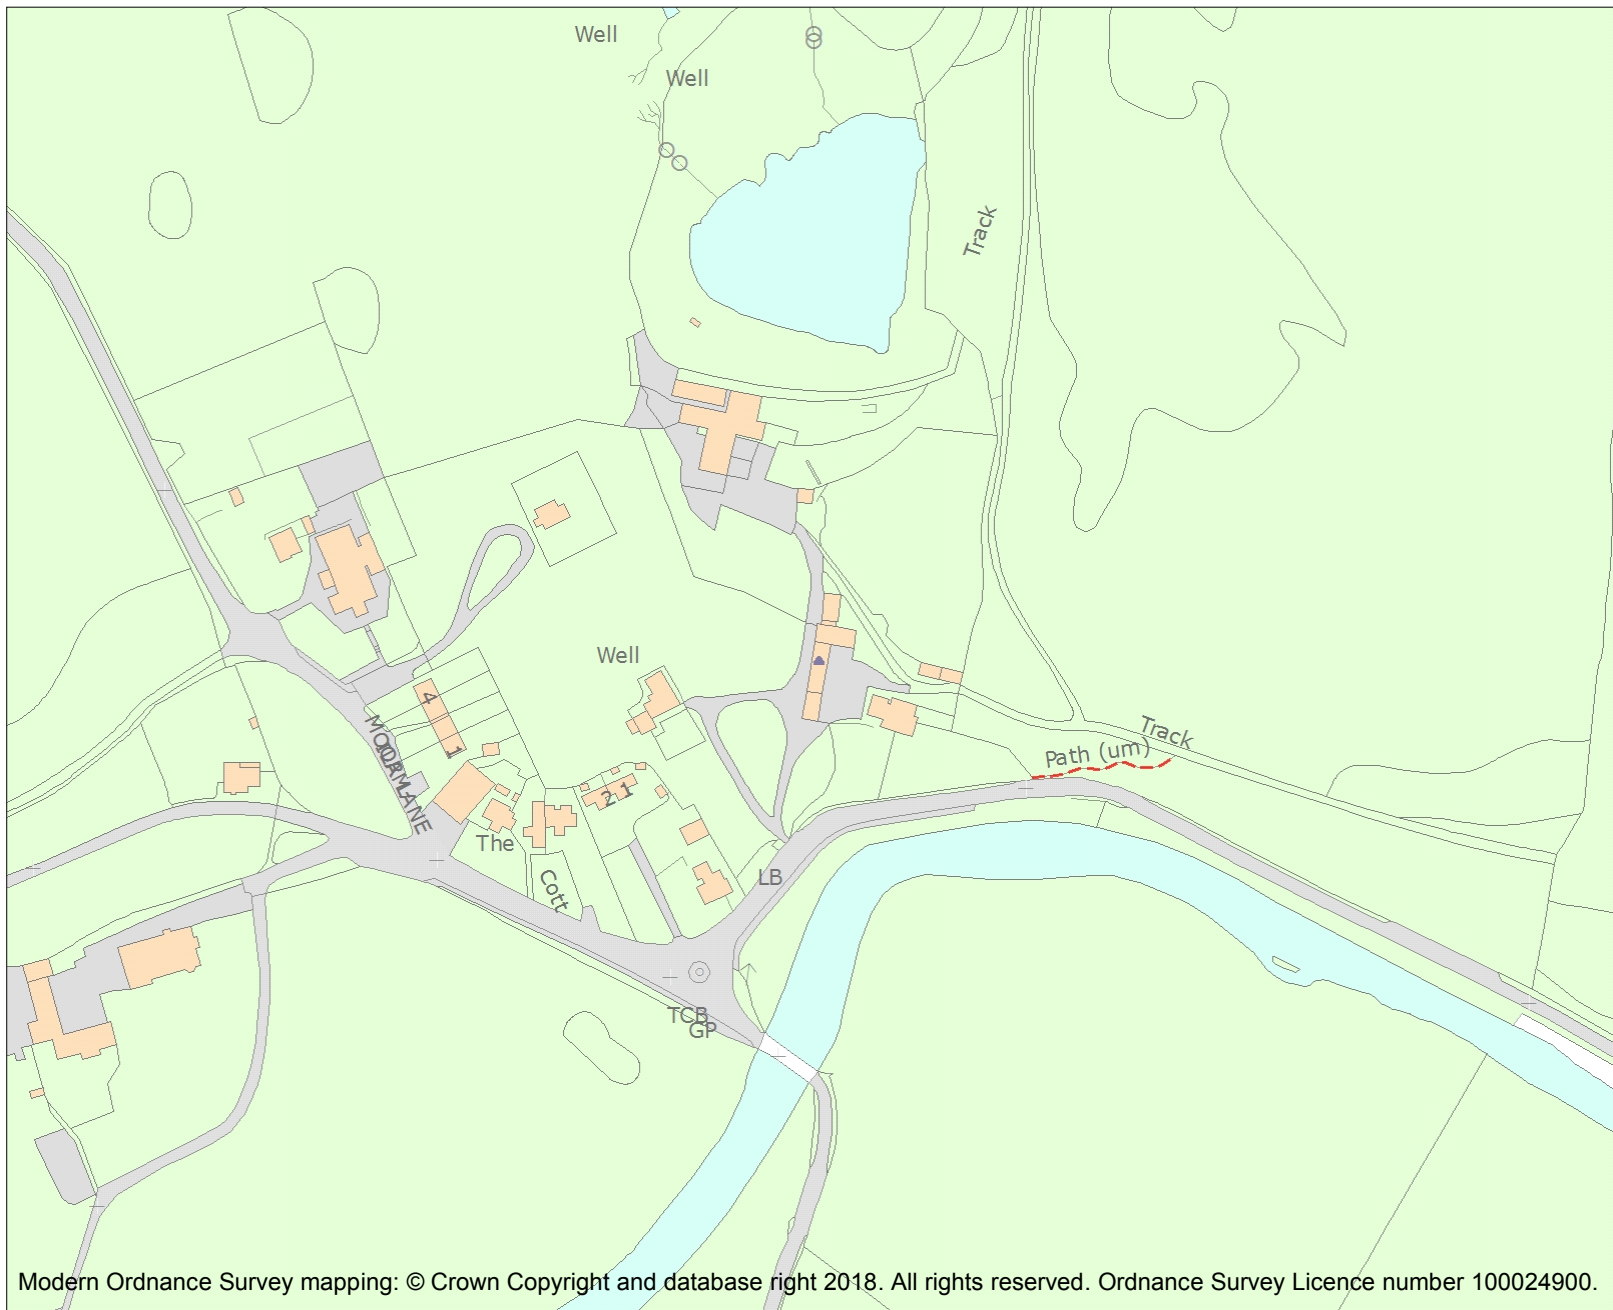 Well
Well
Track
Well
4
1
MOOR LANE
Track
Path (um)
2 1
The
Cott
LB
TCB
GP
Modern Ordnance Survey mapping: © Crown Copyright and database right 2018. All rights reserved. Ordnance Survey Licence number 100024900.